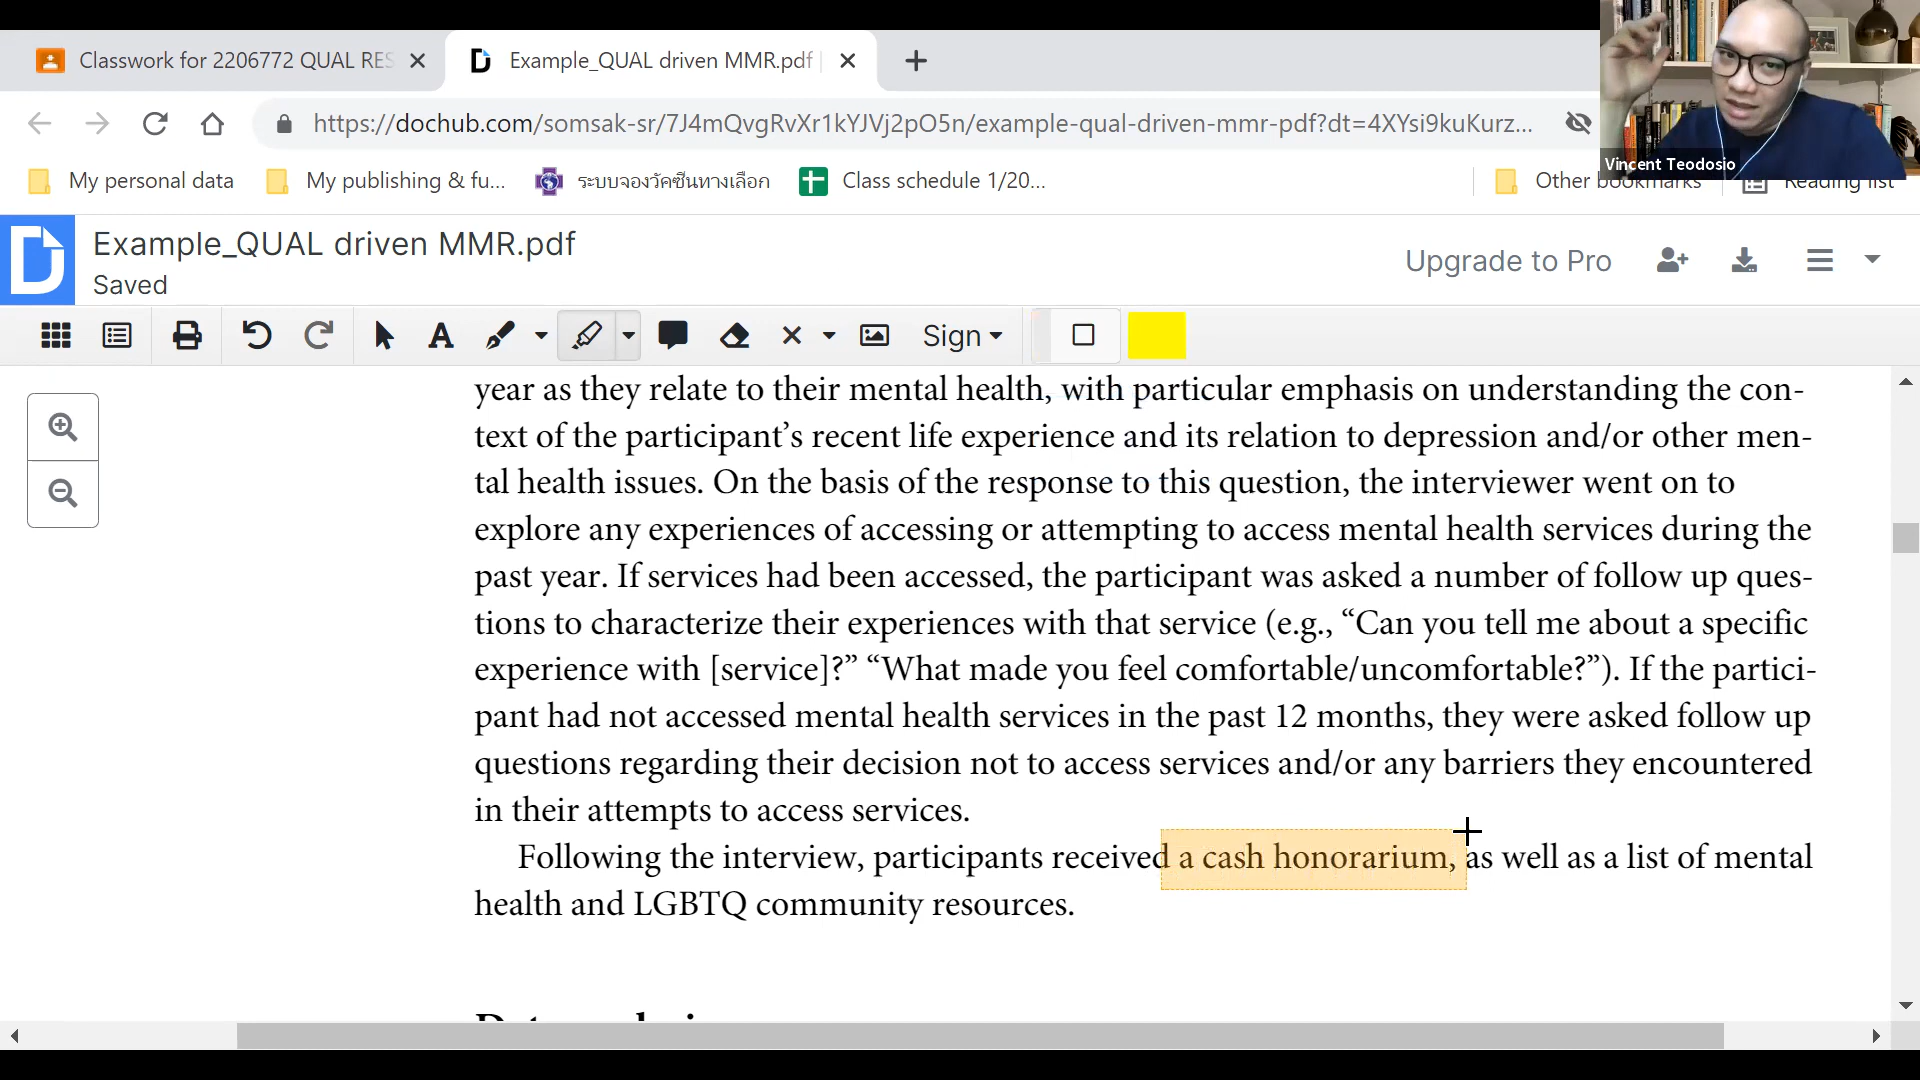 Classwork for 2206772 QUAL RES
Example_QUAL driven MMR.pdf
https://dochub.com/somsak-sr/7J4mQvgRvXr1kYJVj2pO5n/example-qual-driven-mmr-pdf?dt=4XYsi9kuKurz...
Vincent Teodosio
My personal data
My publishing & fu...
ระบบจองวัคซีนทางเลือก
Class schedule 1/20...
Other bookmarks
Reading list
Example_QUAL driven MMR.pdf
Saved
Upgrade to Pro
Sign
year as they relate to their mental health, with particular emphasis on understanding the con-
text of the participant's recent life experience and its relation to depression and/or other men-
tal health issues. On the basis of the response to this question, the interviewer went on to
explore any experiences of accessing or attempting to access mental health services during the
past year. If services had been accessed, the participant was asked a number of follow up ques-
tions to characterize their experiences with that service (e.g., “Can you tell me about a specific
experience with [service]?” “What made you feel comfortable/uncomfortable?”). If the partici-
pant had not accessed mental health services in the past 12 months, they were asked follow up
questions regarding their decision not to access services and/or any barriers they encountered
in their attempts to access services.
Following the interview, participants received a cash honorarium, as well as a list of mental
health and LGBTQ community resources.